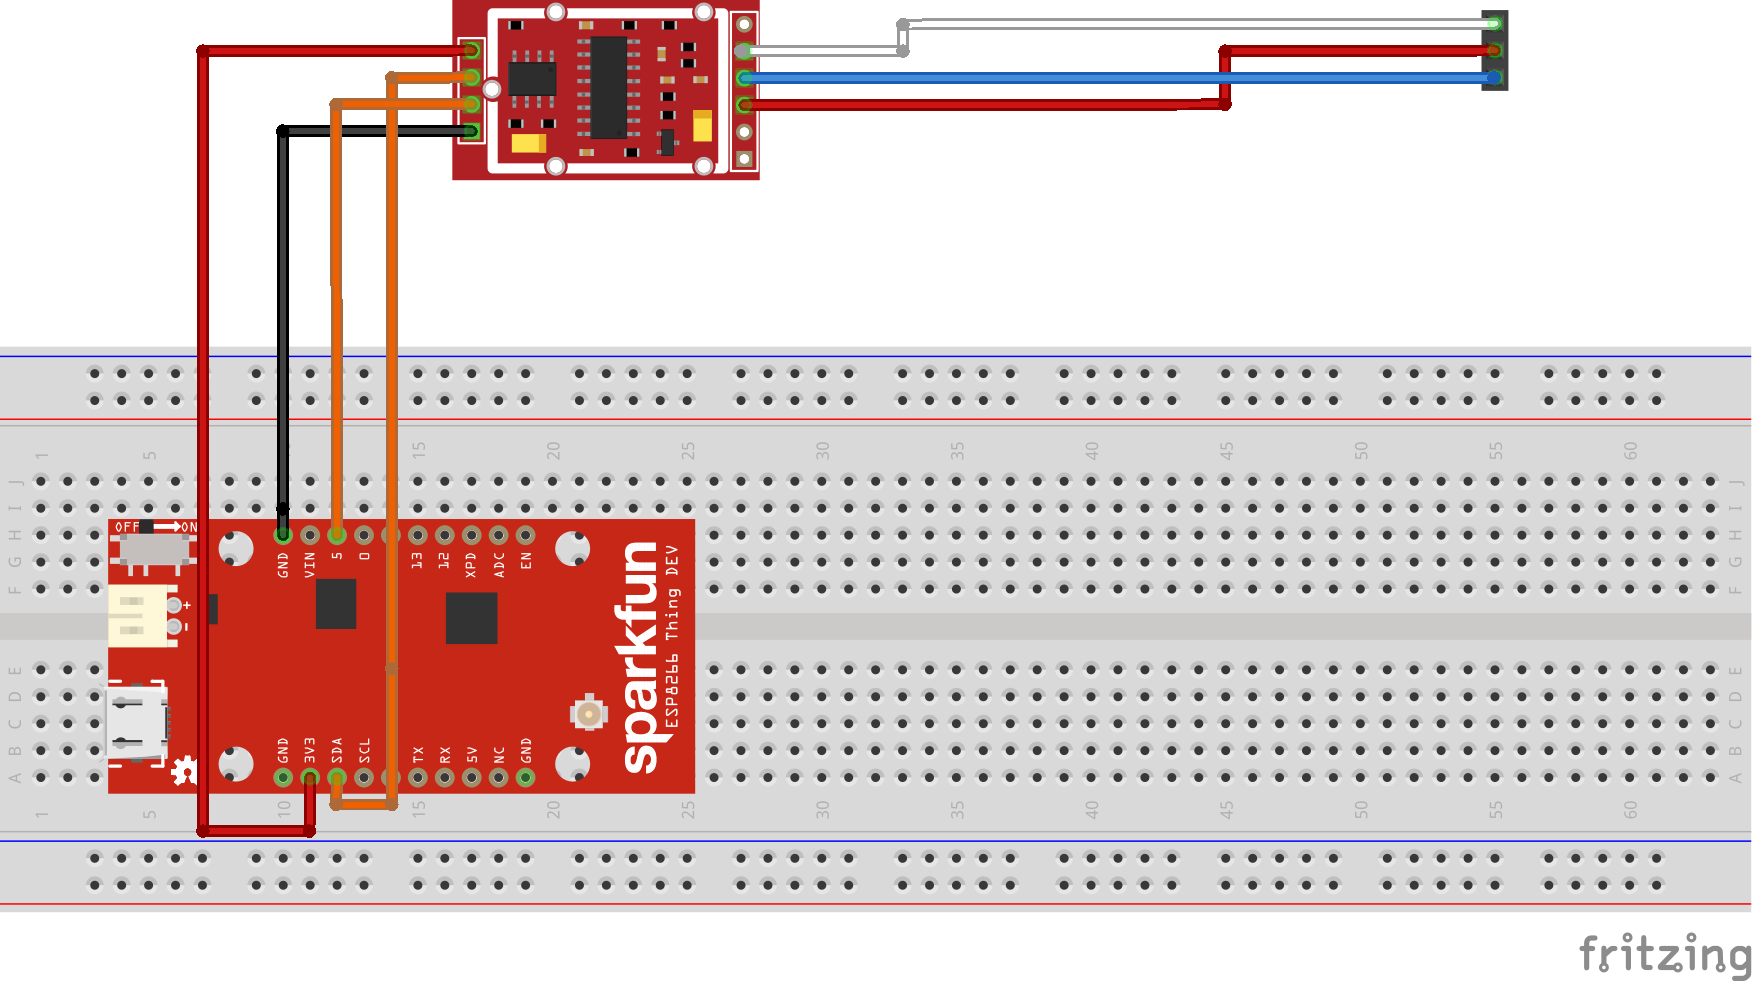 1 5 15 20 25 30 35 40 45 50 55 60
J J
I I
H H
G G
F F
OFF ON
GND VIN 5 0 13 12 XPD ADC EN
+
-
sparkfun
ESP8266 Thing DEV
E E
D D
C C
B B
A A
GND 3V3 SDA SCL TX RX 5V NC GND
1 5 10 15 20 25 30 35 40 45 50 55 60
fritzing